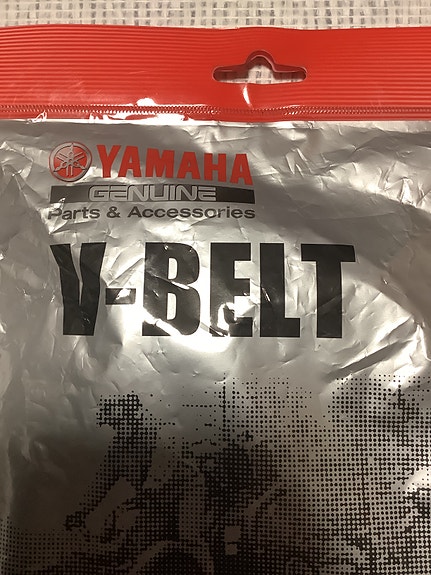 YAMAHA
GENUINE
Parts & Accessories
V-BELT